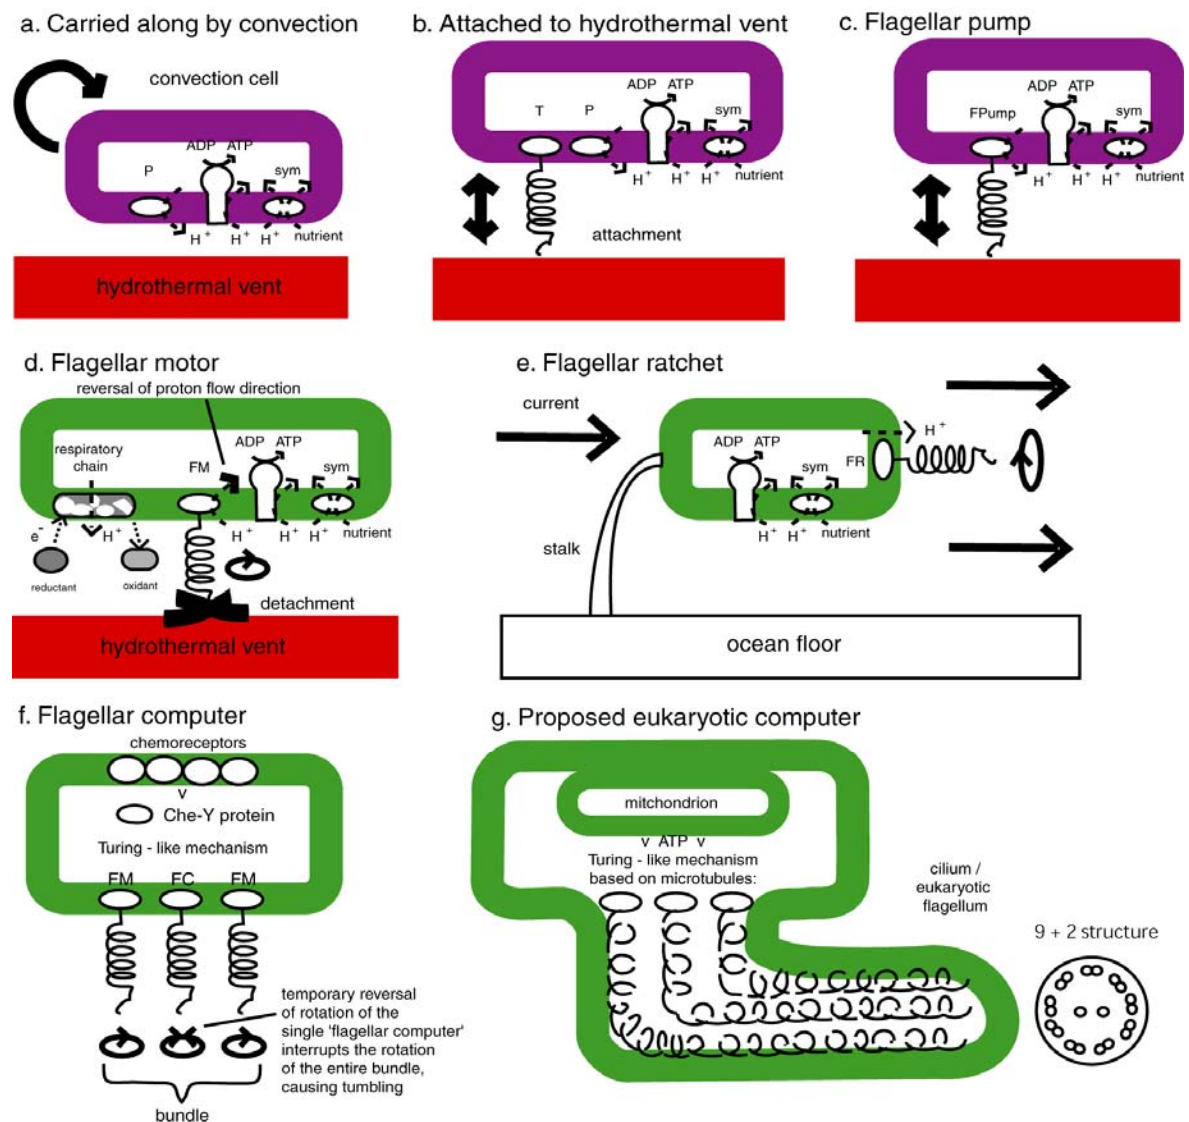 a. Carried along by convection
convection cell
ADP ATP
P
sym
H+ H+ H+ nutrient
hydrothermal vent
b. Attached to hydrothermal vent
ADP ATP
T P sym
H+ H+ H+ nutrient
attachment
c. Flagellar pump
ADP ATP
FPump sym
H+ H+ H+ nutrient
d. Flagellar motor
reversal of proton flow direction
respiratory
chain
ADP ATP
FM
sym
e- H+ H+ H+ H+ nutrient
reductant
oxidant
detachment
hydrothermal vent
e. Flagellar ratchet
current
H+
ADP ATP
FR
sym
H+ H+ nutrient
stalk
ocean floor
f. Flagellar computer
chemoreceptors
v
Che-Y protein
Turing - like mechanism
FM FC FM
temporary reversal
of rotation of the
single 'flagellar computer'
interrupts the rotation
of the entire bundle,
causing tumbling
bundle
g. Proposed eukaryotic computer
mitchondrion
v ATP v
Turing - like mechanism
based on microtubules:
cilium /
eukaryotic
flagellum
9 + 2 structure